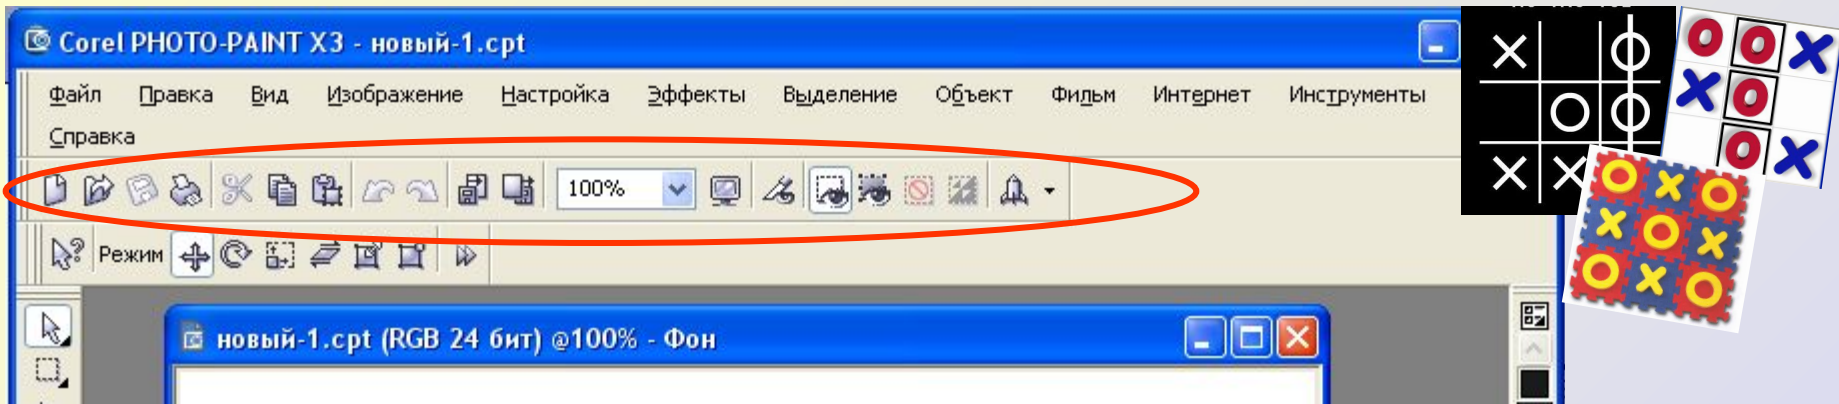 Corel PHOTO-PAINT X3 - новый-1.cpt
Файл Правка Вид Изображение Настройка Эффекты Выделение Объект Фильм Интернет Инструменты
Справка
100%
Режим
новый-1.cpt (RGB 24 бит) @100% - Фон